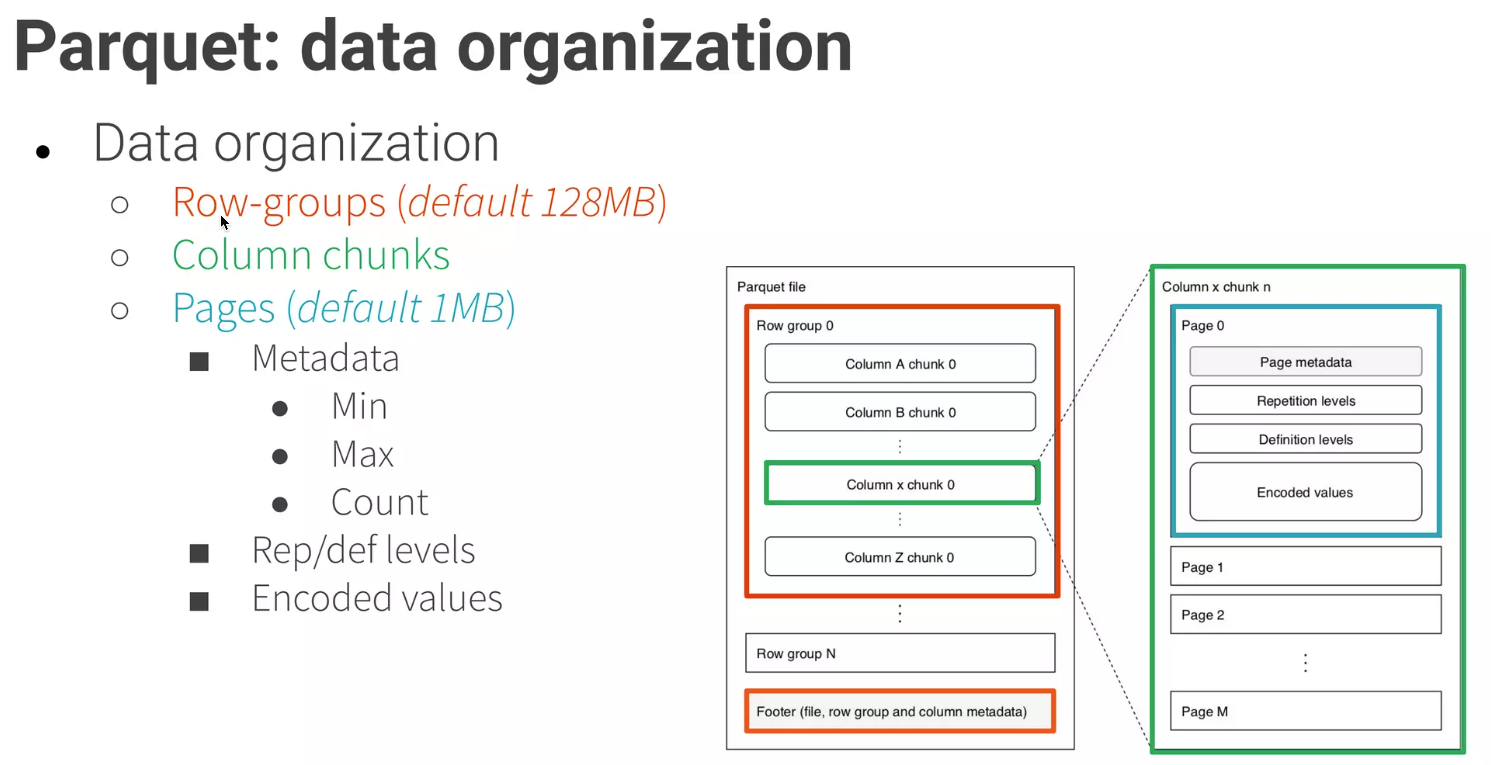 Parquet: data organization
Data organization
Row-groups (default 128MB)
Column chunks
Pages (default 1MB)
Metadata
Min
Max
Count
Rep/def levels
Encoded values
Parquet file
Row group 0
Column A chunk 0
Column B chunk 0
Column x chunk 0
Column Z chunk 0
Row group N
Footer (file, row group and column metadata)
Column x chunk n
Page 0
Page metadata
Repetition levels
Definition levels
Encoded values
Page 1
Page 2
Page M